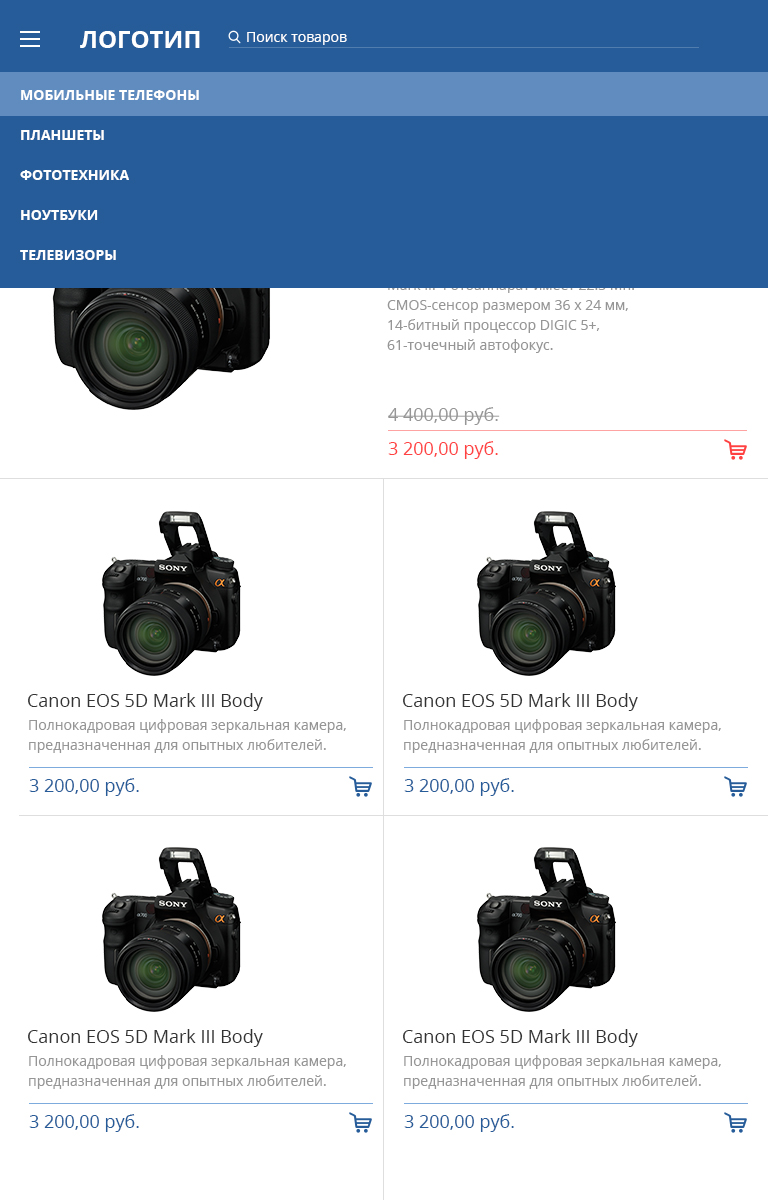 ЛОГОТИП
Поиск товаров
МОБИЛЬНЫЕ ТЕЛЕФОНЫ
ПЛАНШЕТЫ
ФОТОТЕХНИКА
НОУТБУКИ
ТЕЛЕВИЗОРЫ
CMOS-сенсор размером 36 x 24 мм,
14-битный процессор DIGIC 5+,
61-точечный автофокус.
4 400,00 руб.
3 200,00 руб.
SONY
α
SONY
α
Canon EOS 5D Mark III Body
Полнокадровая цифровая зеркальная камера,
предназначенная для опытных любителей.
3 200,00 руб.
Canon EOS 5D Mark III Body
Полнокадровая цифровая зеркальная камера,
предназначенная для опытных любителей.
3 200,00 руб.
SONY
α
SONY
α
Canon EOS 5D Mark III Body
Полнокадровая цифровая зеркальная камера,
предназначенная для опытных любителей.
3 200,00 руб.
Canon EOS 5D Mark III Body
Полнокадровая цифровая зеркальная камера,
предназначенная для опытных любителей.
3 200,00 руб.